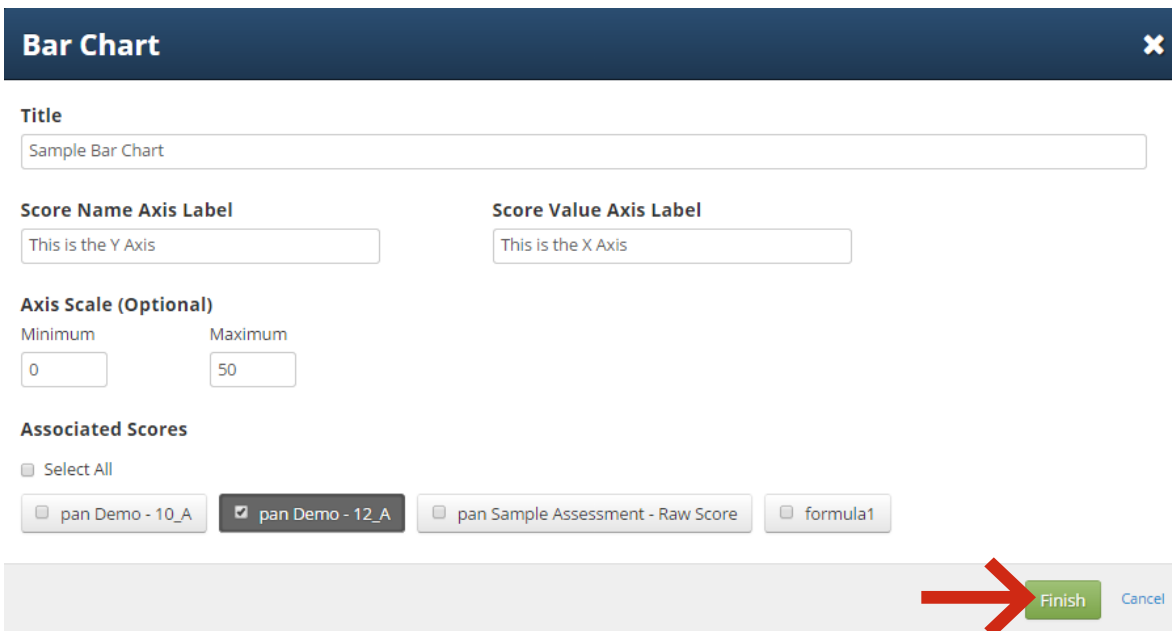 Bar Chart
Title
Sample Bar Chart
Score Name Axis Label Score Value Axis Label
This is the Y Axis This is the X Axis
Axis Scale (Optional)
Minimum Maximum
0 50
Associated Scores
Select All
pan Demo - 10_A pan Demo - 12_A pan Sample Assessment - Raw Score formula1
Finish Cancel